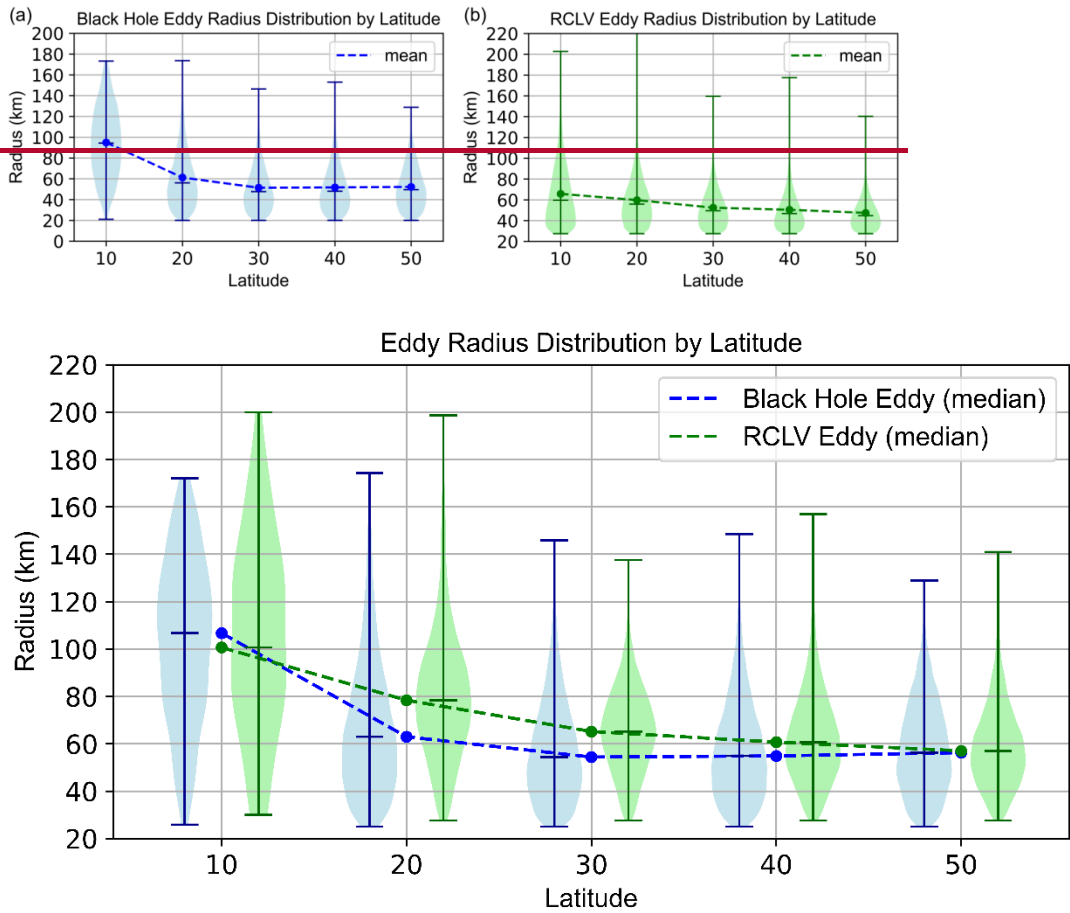 (a) Black Hole Eddy Radius Distribution by Latitude
200
180
160
140
120
100
80
60
40
20
0
Radius (km)
mean
10 20 30 40 50
Latitude
(b) RCLV Eddy Radius Distribution by Latitude
220
200
180
160
140
120
100
80
60
40
20
Radius (km)
mean
10 20 30 40 50
Latitude
Eddy Radius Distribution by Latitude
220
200
180
160
140
120
100
80
60
40
20
Radius (km)
Black Hole Eddy (median)
RCLV Eddy (median)
10 20 30 40 50
Latitude